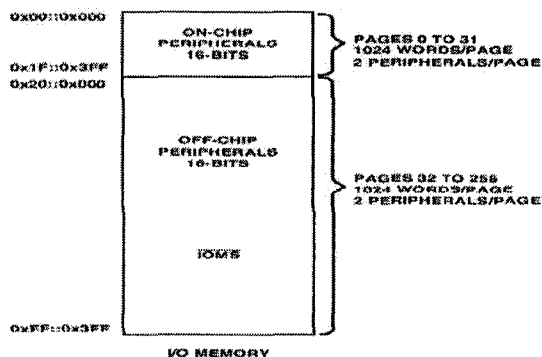 0x00::0x000
ON-CHIP
PERIPHERALS
16-BITS
PAGES 0 TO 31
1024 WORDS/PAGE
2 PERIPHERALS/PAGE
0x1F::0x3FF
0x20::0x000
OFF-CHIP
PERIPHERALS
16-BITS
PAGES 32 TO 255
1024 WORDS/PAGE
2 PERIPHERALS/PAGE
IOMS
0xFF::0x3FF
I/O MEMORY